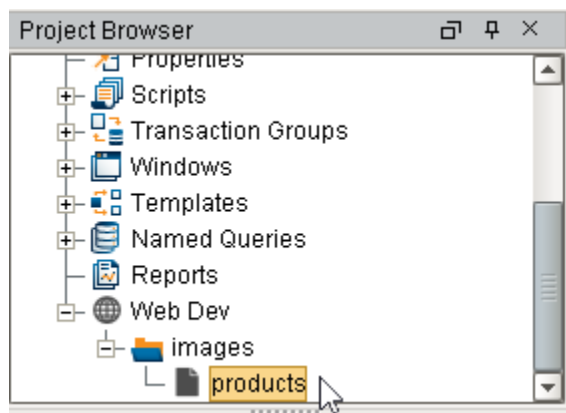 Project Browser
Properties
Scripts
Transaction Groups
Windows
Templates
Named Queries
Reports
Web Dev
images
products